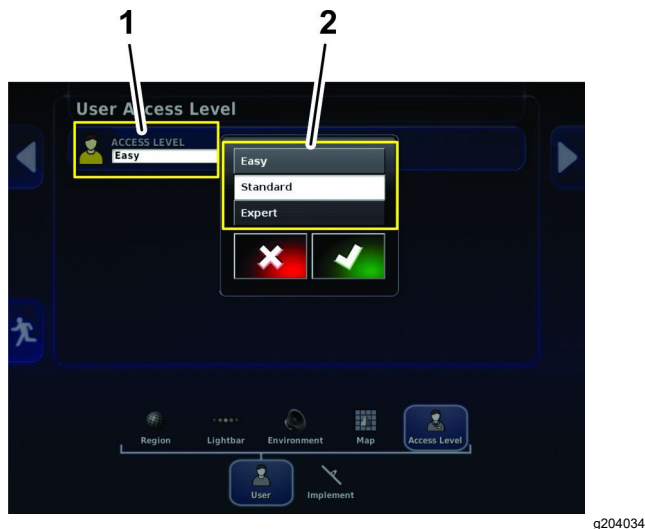 1
2
User Access Level
ACCESS LEVEL
Easy
Easy
Standard
Expert
Region
Lightbar
Environment
Map
Access Level
User
Implement
g204034